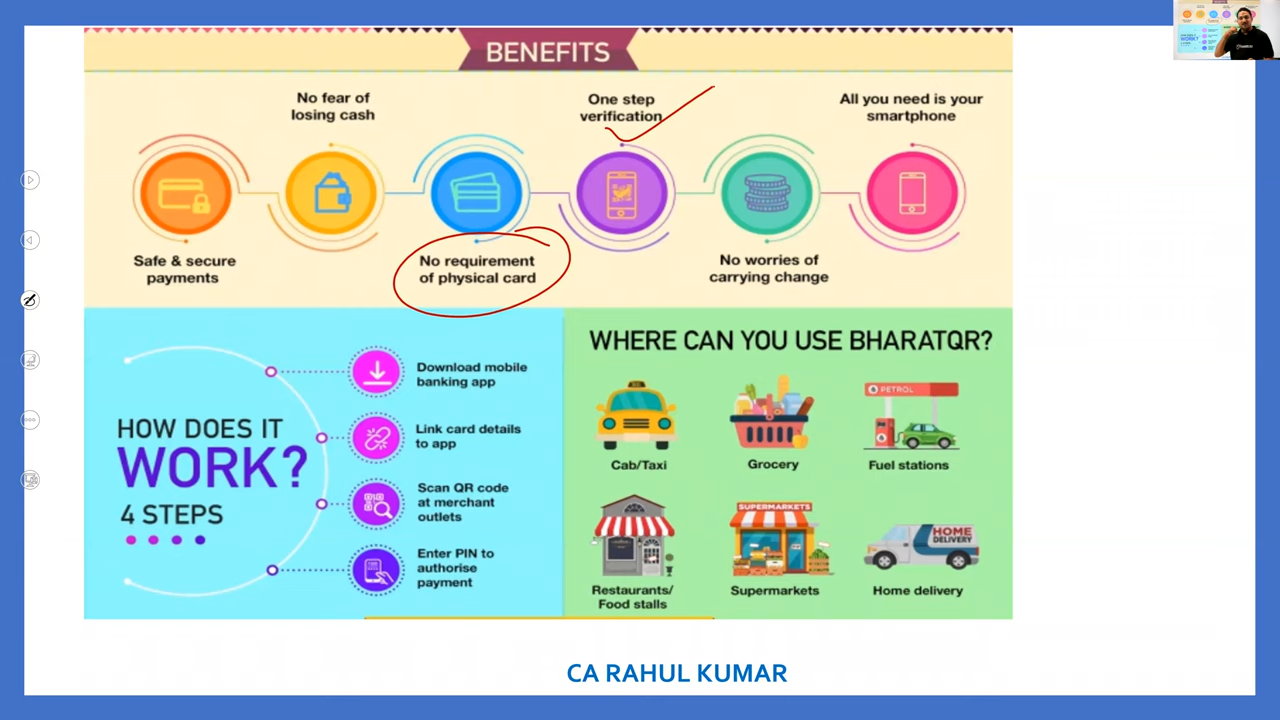 BENEFITS
No fear of
losing cash
One step
verification
All you need is your
smartphone
Safe & secure
payments
No requirement
of physical card
No worries of
carrying change
HOW DOES IT
WORK?
4 STEPS
Download mobile
banking app
Link card details
to app
Scan QR code
at merchant
outlets
Enter PIN to
authorise
payment
WHERE CAN YOU USE BHARATQR?
TAXI
Cab/Taxi
Grocery
PETROL
Fuel stations
Restaurants/
Food stalls
SUPERMARKETS
Supermarkets
HOME
DELIVERY
Home delivery
CA RAHUL KUMAR